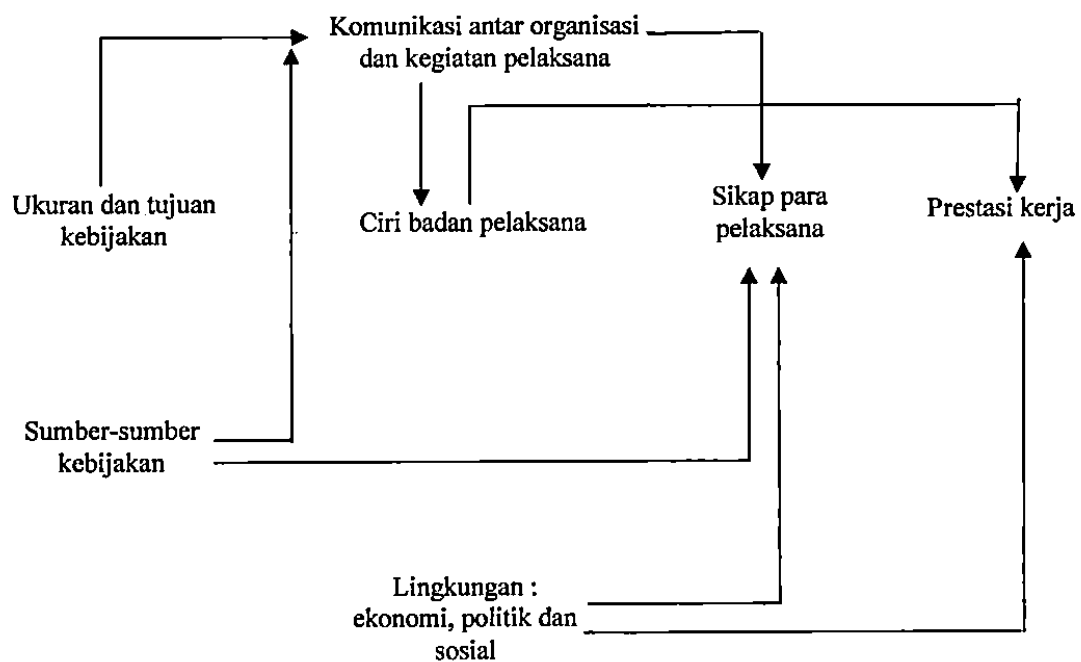 Komunikasi antar organisasi
dan kegiatan pelaksana
Ukuran dan tujuan
kebijakan
Ciri badan pelaksana
Sikap para
pelaksana
Prestasi kerja
Sumber-sumber
kebijakan
Lingkungan :
ekonomi, politik dan
sosial